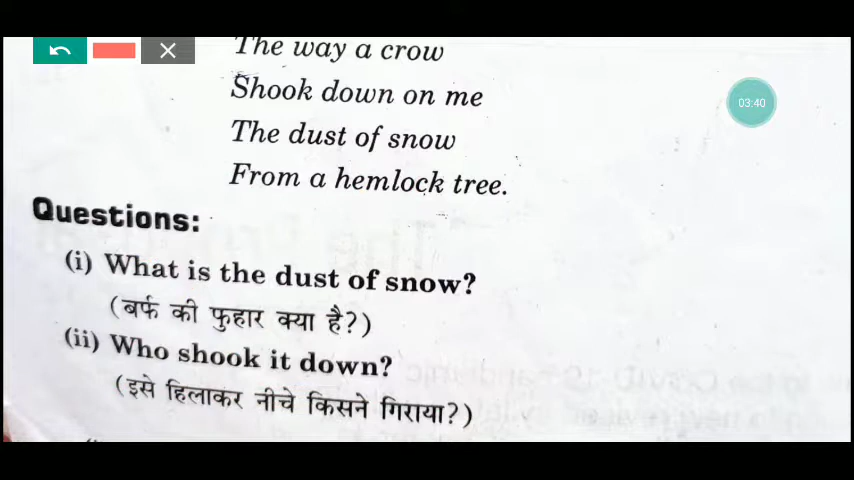 The way a crow
Shook down on me
The dust of snow
From a hemlock tree.
Questions:
(i) What is the dust of snow?
(बर्फ की फुहार क्या है?)
(ii) Who shook it down?
(इसे हिलाकर नीचे किसने गिराया?)
03:40